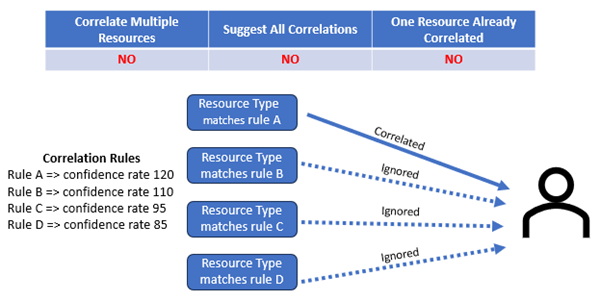 Correlate Multiple Resources
Suggest All Correlations
One Resource Already Correlated
NO
NO
NO
Resource Type
matches rule A
Correlated
Resource Type
matches rule B
Ignored
Correlation Rules
Rule A => confidence rate 120
Rule B => confidence rate 110
Rule C => confidence rate 95
Rule D => confidence rate 85
Resource Type
matches rule C
Ignored
Resource Type
matches rule D
Ignored